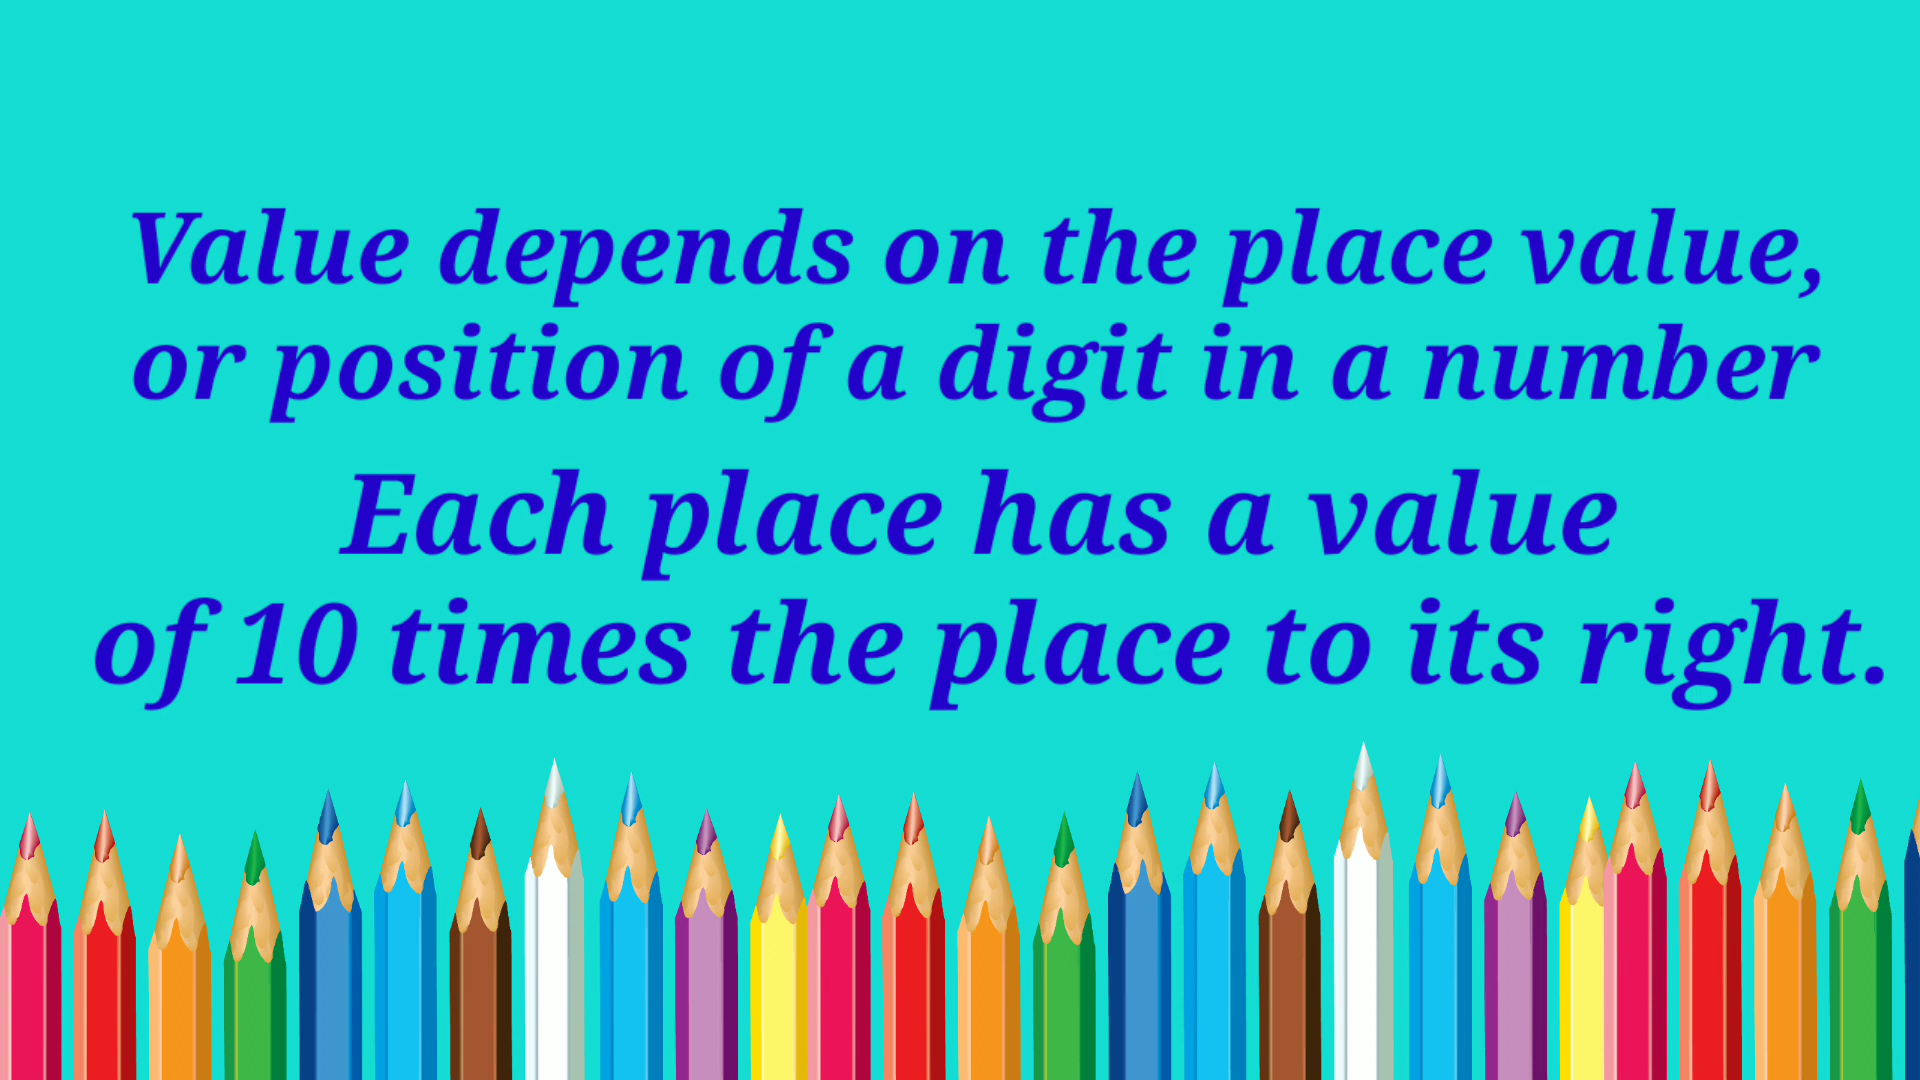 Value depends on the place value,
or position of a digit in a number
Each place has a value
of 10 times the place to its right.